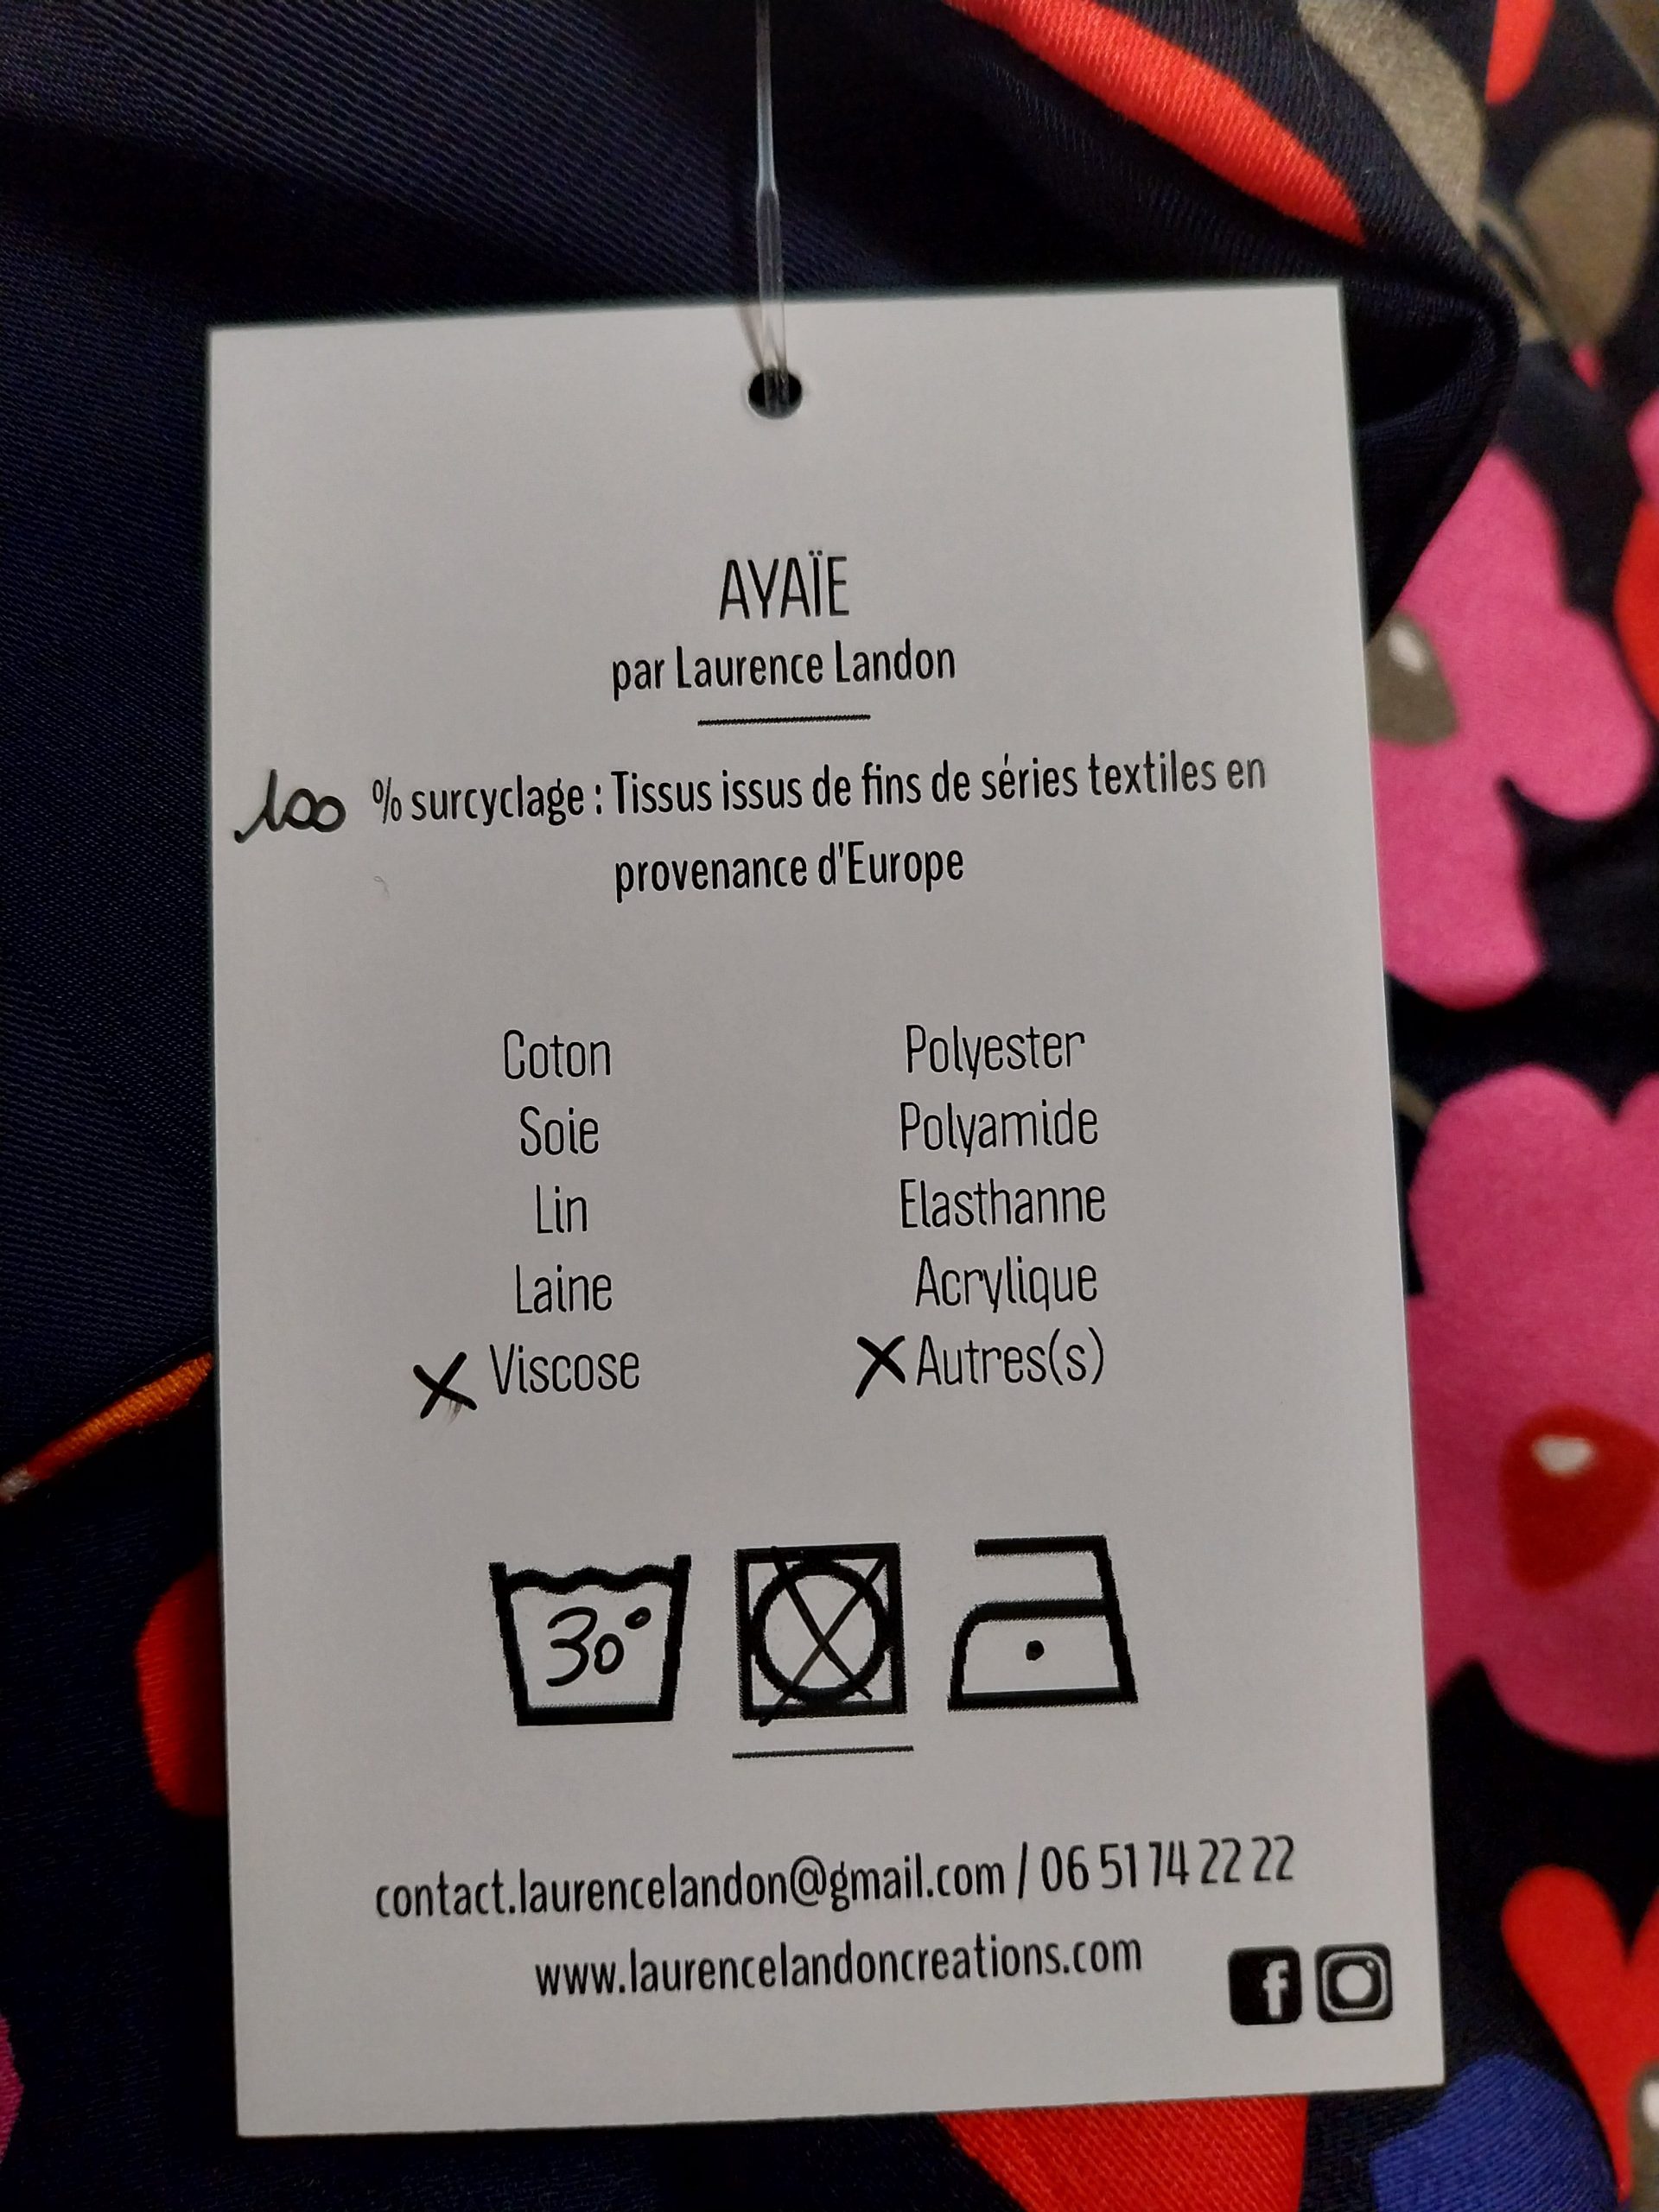 AYAÏE
par Laurence Landon
100 % surcyclage : Tissus issus de fins de séries textiles en
provenance d'Europe
Coton
Soie
Lin
Laine
X Viscose
Polyester
Polyamide
Elasthanne
Acrylique
X Autres(s)
30°
contact.laurencelandon@gmail.com / 06 51 74 22 22
www.laurencelandoncreations.com